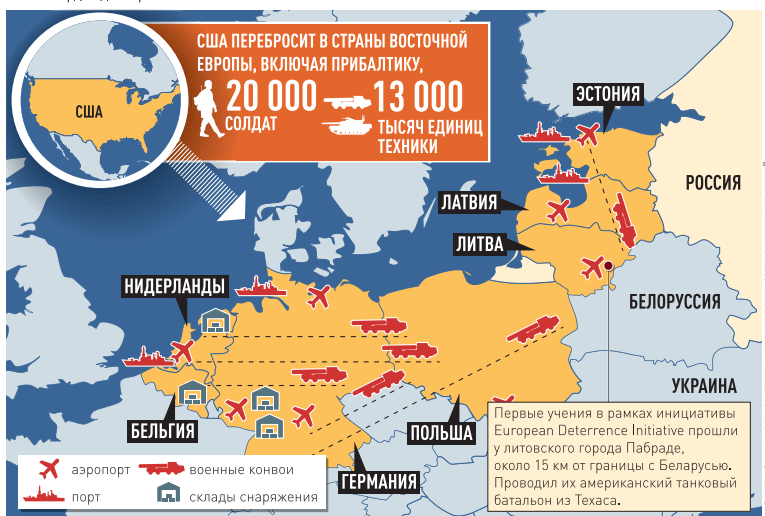 США ПЕРЕБРОСИТ В СТРАНЫ ВОСТОЧНОЙ
ЕВРОПЫ, ВКЛЮЧАЯ ПРИБАЛТИКУ,
20 000
СОЛДАТ
13 000
ТЫСЯЧ ЕДИНИЦ
ТЕХНИКИ
США
ЭСТОНИЯ
РОССИЯ
ЛАТВИЯ
ЛИТВА
НИДЕРЛАНДЫ
БЕЛОРУССИЯ
УКРАИНА
БЕЛЬГИЯ
ПОЛЬША
ГЕРМАНИЯ
Первые учения в рамках инициативы
European Deterrence Initiative прошли
у литовского города Пабраде,
около 15 км от границы с Беларусью.
Проводил их американский танковый
батальон из Техаса.
аэропорт
военные конвои
порт
склады снаряжения